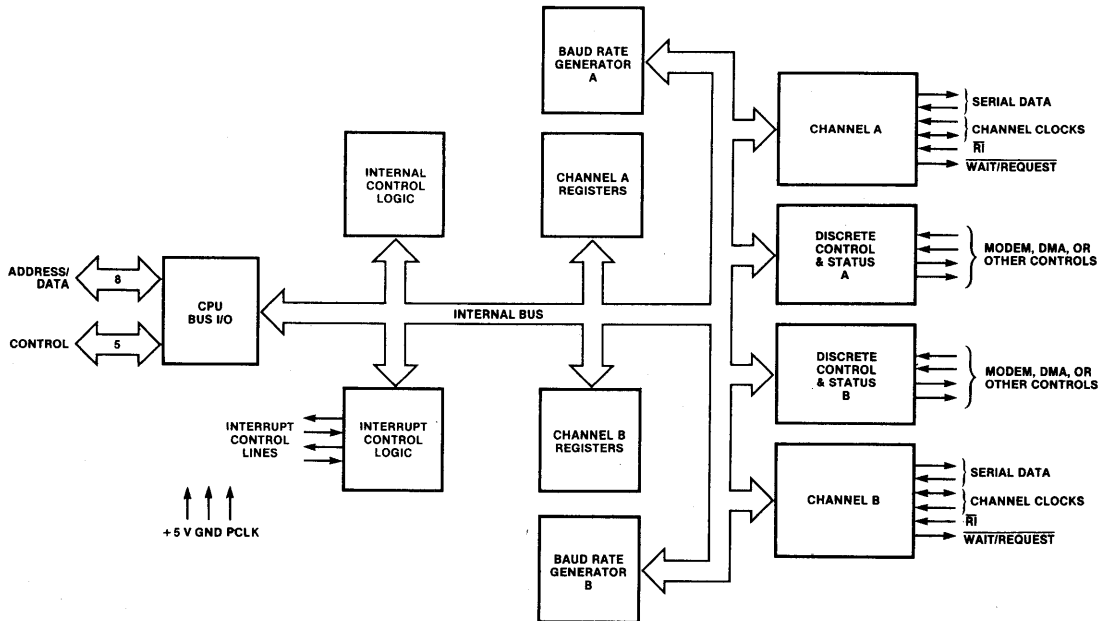 BAUD RATE
GENERATOR
A
CHANNEL A
SERIAL DATA
CHANNEL CLOCKS
RI
WAIT/REQUEST
INTERNAL
CONTROL
LOGIC
CHANNEL A
REGISTERS
DISCRETE
CONTROL
& STATUS
A
MODEM, DMA, OR
OTHER CONTROLS
ADDRESS/
DATA
8
CPU
BUS I/O
INTERNAL BUS
CONTROL
5
DISCRETE
CONTROL
& STATUS
B
MODEM, DMA, OR
OTHER CONTROLS
INTERRUPT
CONTROL
LINES
INTERRUPT
CONTROL
LOGIC
CHANNEL B
REGISTERS
CHANNEL B
SERIAL DATA
CHANNEL CLOCKS
RI
WAIT/REQUEST
+5 V GND PCLK
BAUD RATE
GENERATOR
B